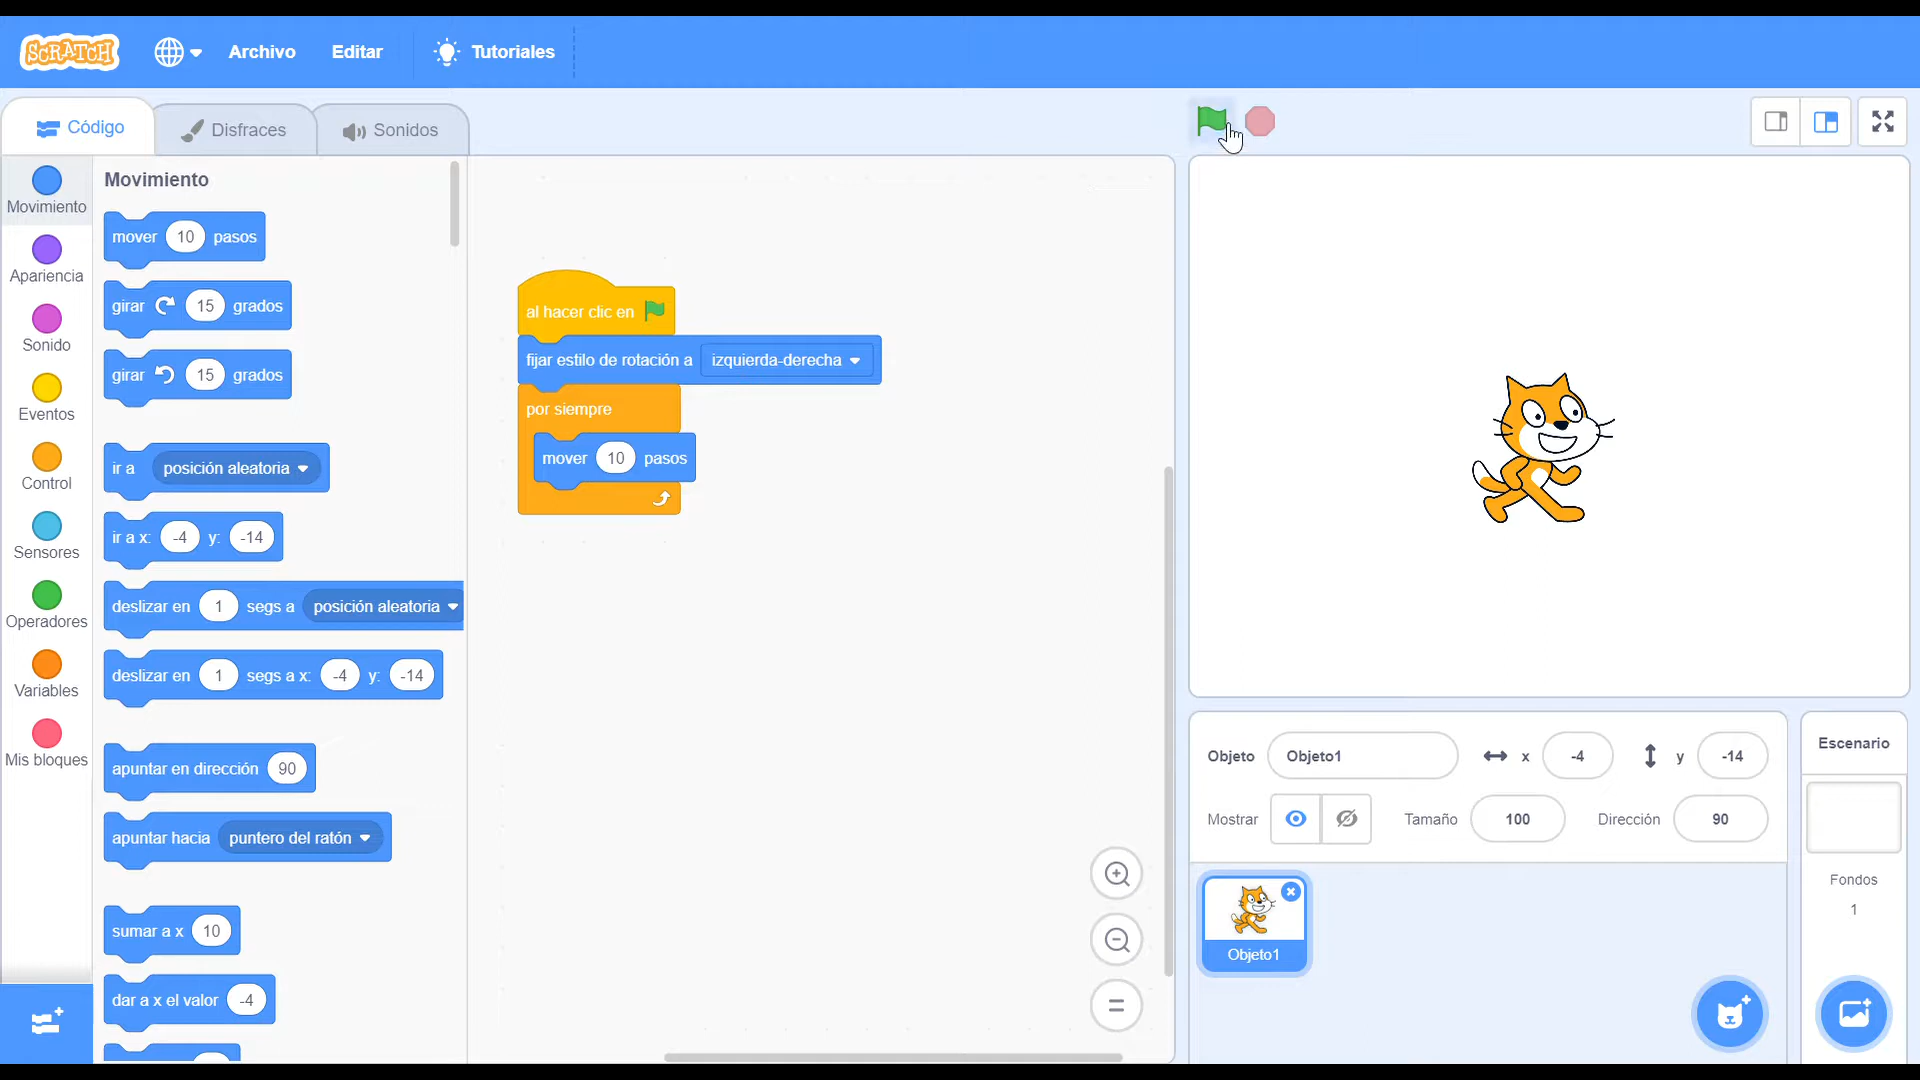 SCRATCH
Archivo
Editar
Tutoriales
Código
Disfraces
Sonidos
Movimiento
Apariencia
Sonido
Eventos
Control
Sensores
Operadores
Variables
Mis bloques
Movimiento
mover 10 pasos
girar 15 grados
girar 15 grados
ir a posición aleatoria
ir a x: -4 y: -14
deslizar en 1 segs a posición aleatoria
deslizar en 1 segs a x: -4 y: -14
apuntar en dirección 90
apuntar hacia puntero del ratón
sumar a x 10
dar a x el valor -4
al hacer clic en
fijar estilo de rotación a izquierda-derecha
por siempre
mover 10 pasos
Objeto Objeto1 x -4 y -14
Mostrar Tamaño 100 Dirección 90
Objeto1
Escenario
Fondos
1